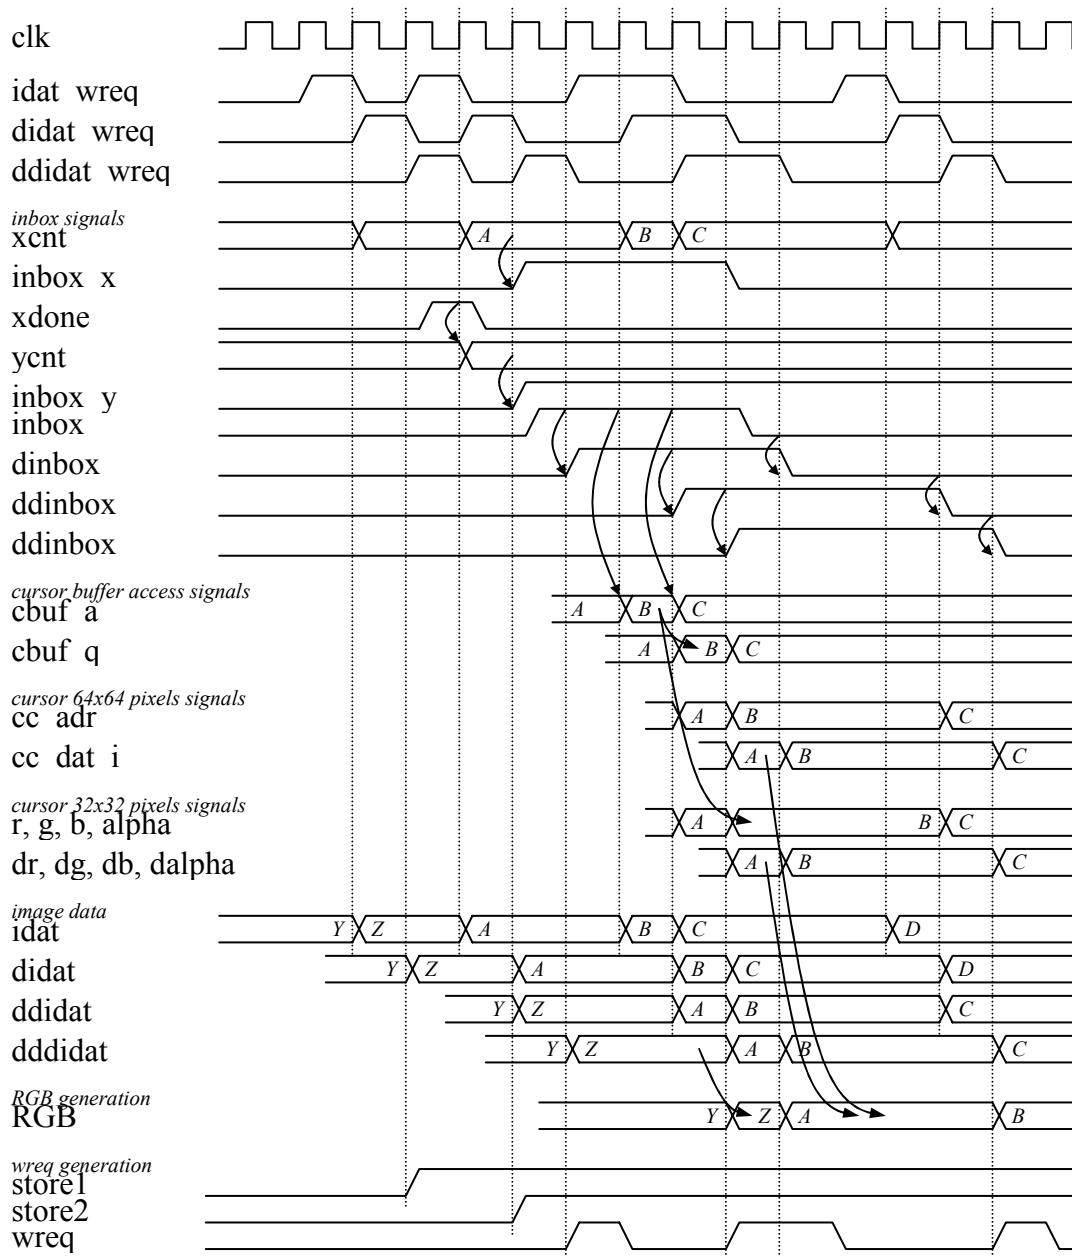 clk
idat wreq
didat wreq
ddidat wreq
inbox signals
xcnt A B C
inbox x
xdone
ycnt
inbox y
inbox
dinbox
ddinbox
ddinbox
cursor buffer access signals
cbuf a A B C
cbuf q A B C
cursor 64x64 pixels signals
cc adr A B C
cc dat i A B C
cursor 32x32 pixels signals
r, g, b, alpha A B C
dr, dg, db, dalpha A B C
image data
idat Y Z A B C D
didat Y Z A B C D
ddidat Y Z A B C
dddidat Y Z A B C
RGB generation
RGB Y Z A B
wreq generation
store1
store2
wreq